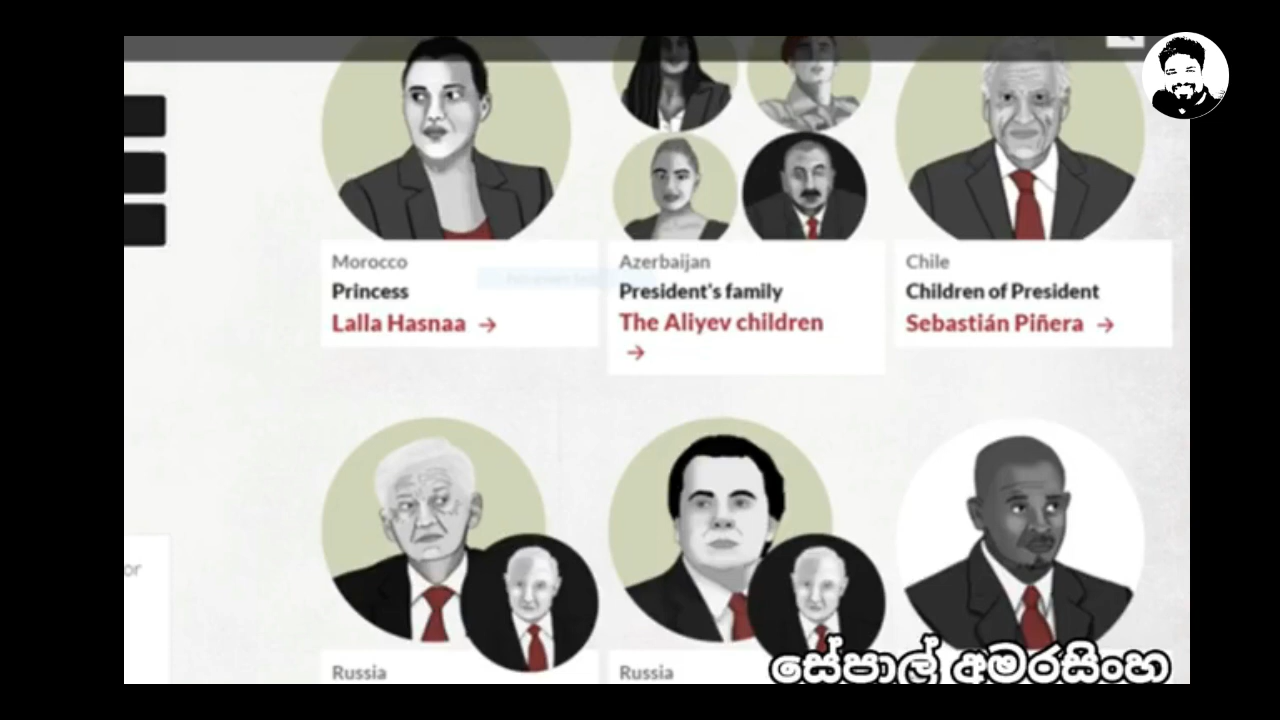 Morocco
Princess
Lalla Hasnaa →
Azerbaijan
President's family
The Aliyev children
→
Chile
Children of President
Sebastián Piñera →
or
Russia
Russia
සේපාල් අමරසිංහ